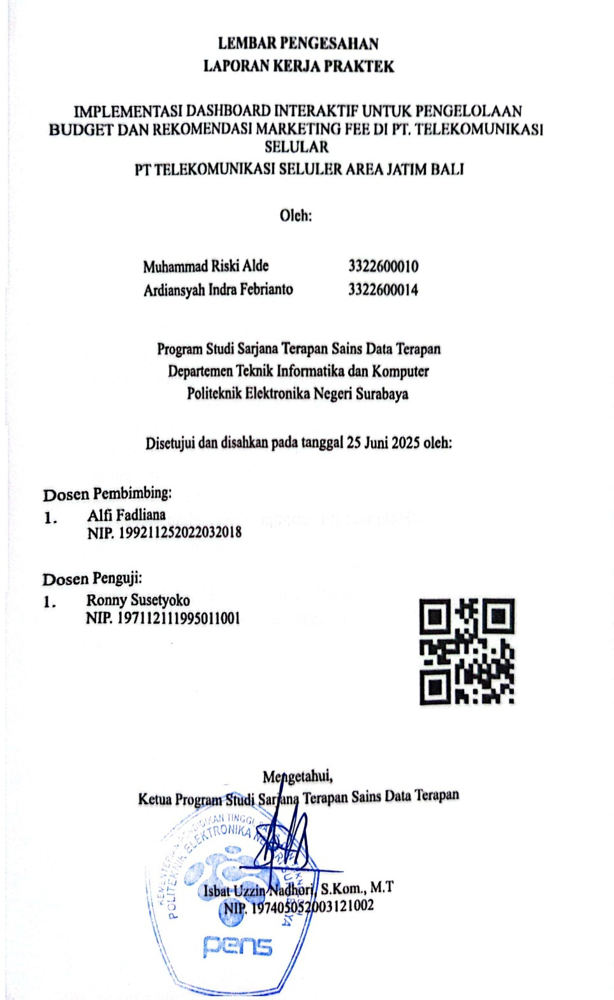 LEMBAR PENGESAHAN
LAPORAN KERJA PRAKTEK
IMPLEMENTASI DASHBOARD INTERAKTIF UNTUK PENGELOLAAN
BUDGET DAN REKOMENDASI MARKETING FEE DI PT. TELEKOMUNIKASI
SELULAR
PT TELEKOMUNIKASI SELULER AREA JATIM BALI
Oleh:
Muhammad Riski Alde 3322600010
Ardiansyah Indra Febrianto 3322600014
Program Studi Sarjana Terapan Sains Data Terapan
Departemen Teknik Informatika dan Komputer
Politeknik Elektronika Negeri Surabaya
Disetujui dan disahkan pada tanggal 25 Juni 2025 oleh:
Dosen Pembimbing:
1. Alfi Fadliana
NIP. 199211252022032018
Dosen Penguji:
1. Ronny Susetyoko
NIP. 197112111995011001
Mengetahui,
Ketua Program Studi Sarjana Terapan Sains Data Terapan
PENDIDIKAN TINGGI,
POLITEKNIK ELEKTRONIKA NEGERI SURABAYA
Isbat Uzzin Nadhori, S.Kom., M.T
NIP. 197405052003121002
pens